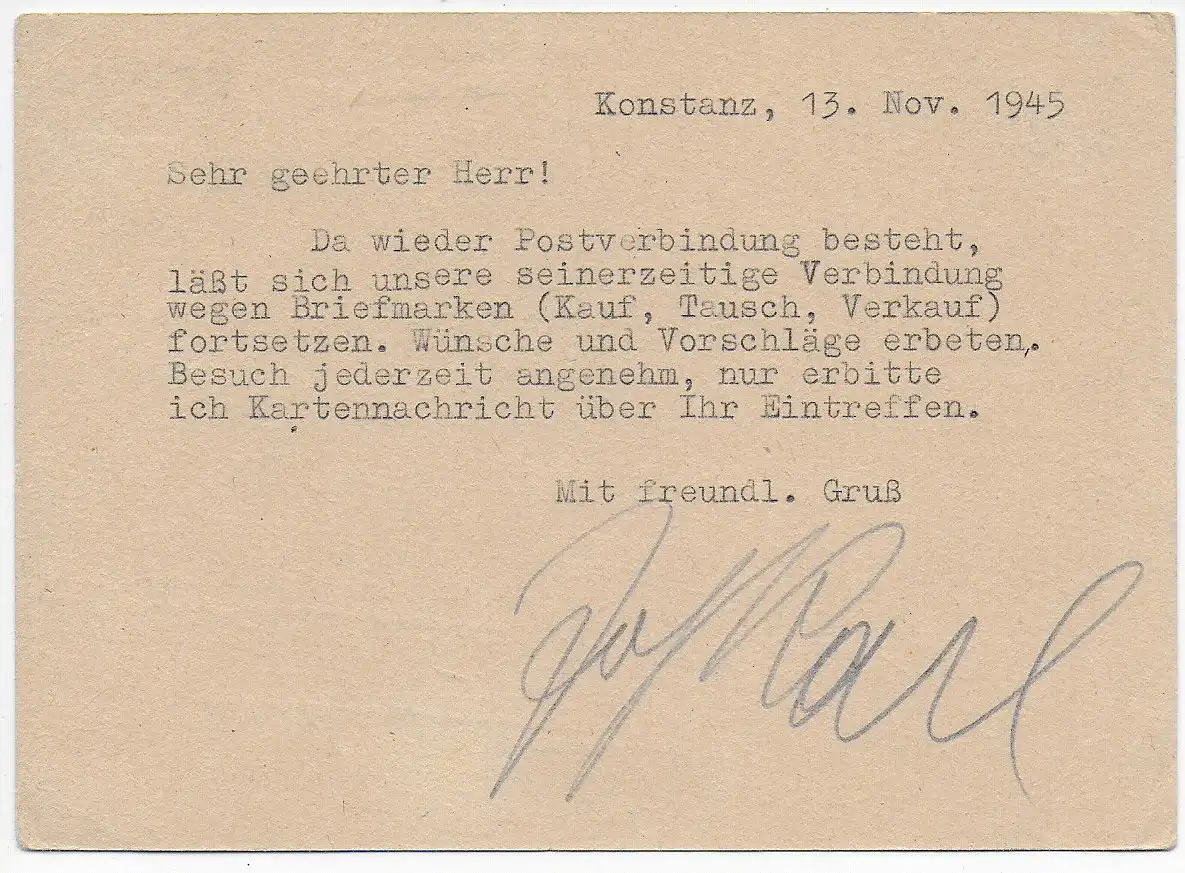 Konstanz, 13. Nov. 1945
Sehr geehrter Herr!
Da wieder Postverbindung besteht,
läßt sich unsere seinerzeitige Verbindung
wegen Briefmarken (Kauf, Tausch, Verkauf)
fortsetzen. Wünsche und Vorschläge erbeten.
Besuch jederzeit angenehm, nur erbitte
ich Kartennachricht über Ihr Eintreffen.
Mit freundl. Gruß